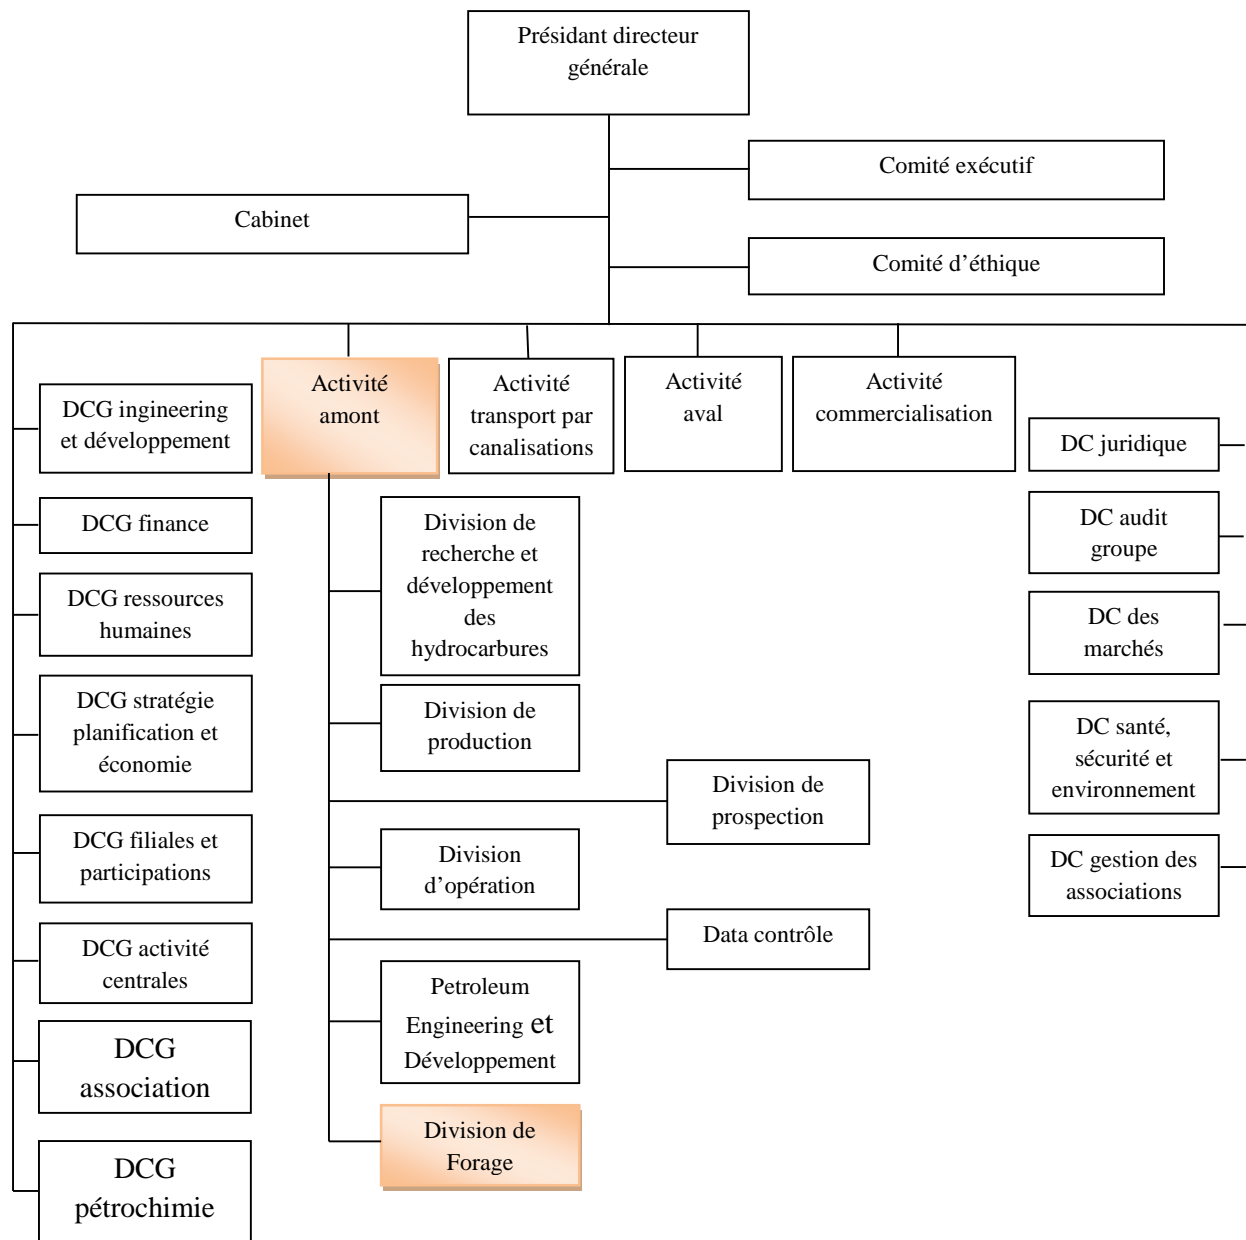 Présidant directeur
générale
Comité exécutif
Cabinet
Comité d’éthique
Activité
amont
Activité
transport par
canalisations
Activité
aval
Activité
commercialisation
DCG ingineering
et développement
DCG finance
DCG ressources
humaines
DCG stratégie
planification et
économie
DCG filiales et
participations
DCG activité
centrales
DCG
association
DCG
pétrochimie
Division de
recherche et
développement
des
hydrocarbures
Division de
production
Division de
prospection
Division
d’opération
Data contrôle
Petroleum
Engineering et
Développement
Division de
Forage
DC juridique
DC audit
groupe
DC des
marchés
DC santé,
sécurité et
environnement
DC gestion des
associations